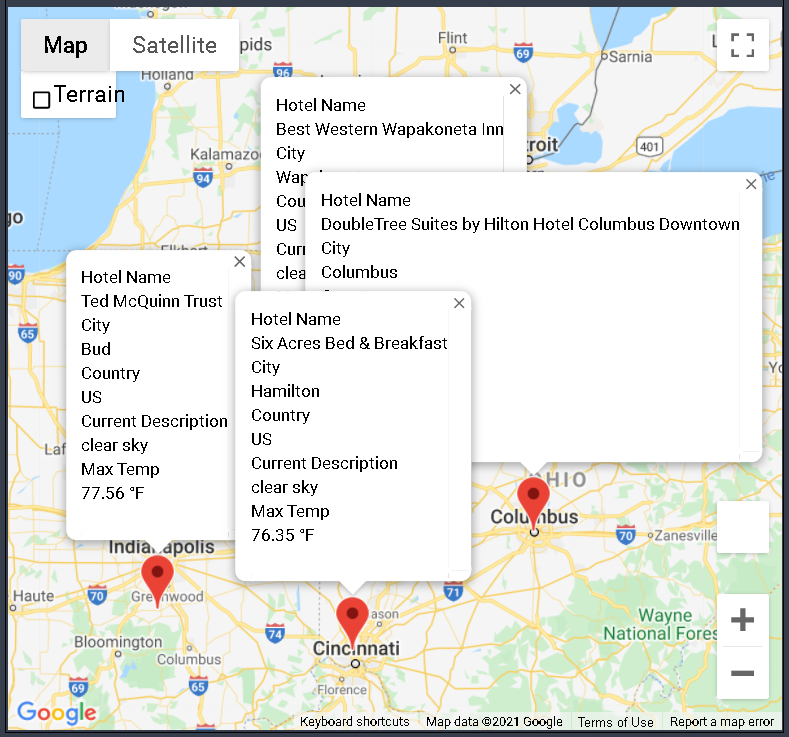 Map
Satellite
Terrain
pids
Flint
69
Sarnia
Holland
96
401
Kalamazoo
94
troit
Hotel Name
Best Western Wapakoneta Inn
City
Wap
Cou
US
Curr
clea
Hotel Name
DoubleTree Suites by Hilton Hotel Columbus Downtown
City
Columbus
go
Elkhart
90
65
Laf
Hotel Name
Ted McQuinn Trust
City
Bud
Country
US
Current Description
clear sky
Max Temp
77.56 °F
Hotel Name
Six Acres Bed & Breakfast
City
Hamilton
Country
US
Current Description
clear sky
Max Temp
76.35 °F
OHIO
Columbus
70
Zanesville
Indianapolis
Haute
70
Greenwood
71
ason
Bloomington
74
Cincinnati
Columbus
Wayne
National Fores
69
65
Florence
Google
Keyboard shortcuts
Map data ©2021 Google
Terms of Use
Report a map error